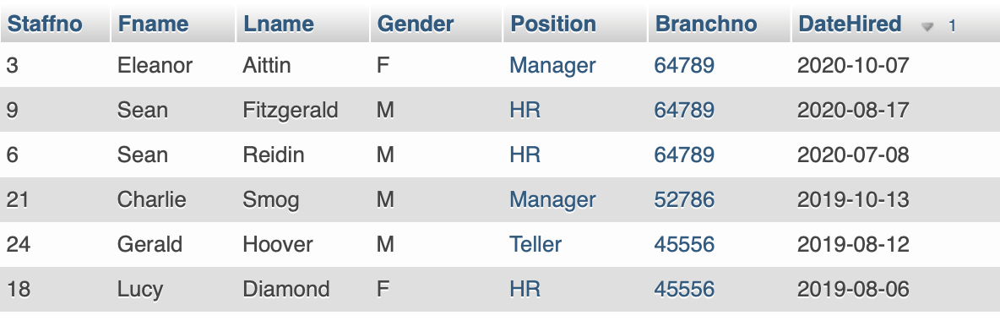 Staffno Fname Lname Gender Position Branchno DateHired 1
3 Eleanor Aittin F Manager 64789 2020-10-07
9 Sean Fitzgerald M HR 64789 2020-08-17
6 Sean Reidin M HR 64789 2020-07-08
21 Charlie Smog M Manager 52786 2019-10-13
24 Gerald Hoover M Teller 45556 2019-08-12
18 Lucy Diamond F HR 45556 2019-08-06